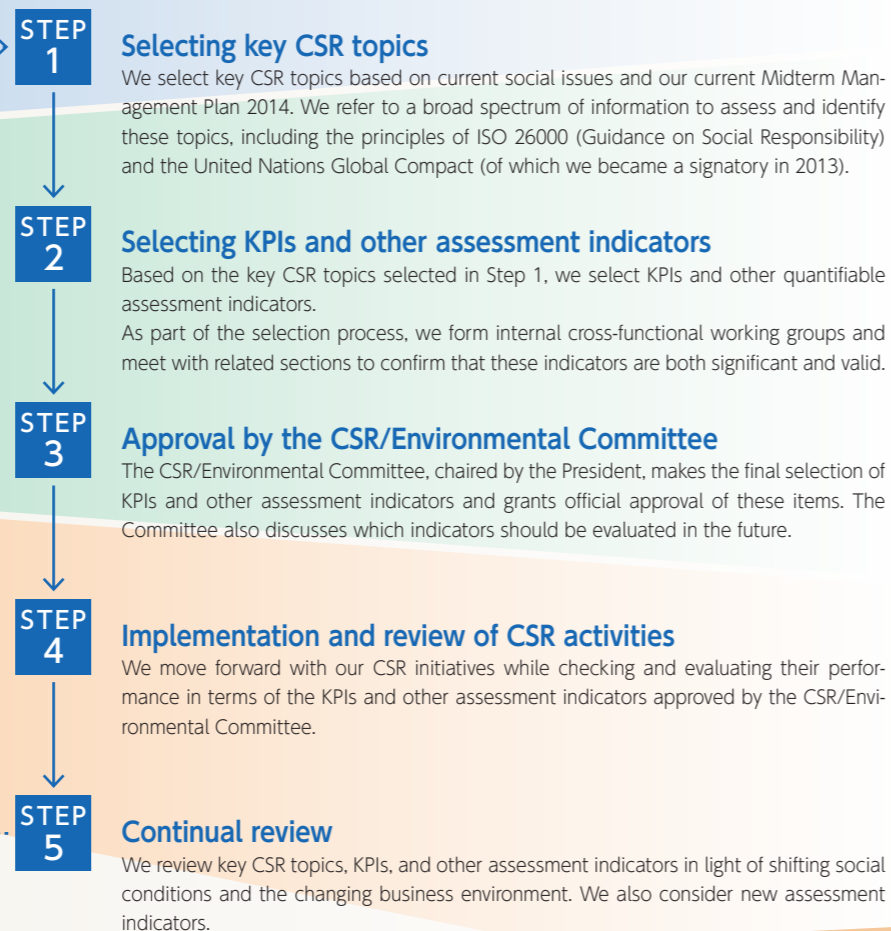 STEP
1
Selecting key CSR topics
We select key CSR topics based on current social issues and our current Midterm Man-
agement Plan 2014. We refer to a broad spectrum of information to assess and identify
these topics, including the principles of ISO 26000 (Guidance on Social Responsibility)
and the United Nations Global Compact (of which we became a signatory in 2013).
STEP
2
Selecting KPIs and other assessment indicators
Based on the key CSR topics selected in Step 1, we select KPIs and other quantifiable
assessment indicators.
As part of the selection process, we form internal cross-functional working groups and
meet with related sections to confirm that these indicators are both significant and valid.
STEP
3
Approval by the CSR/Environmental Committee
The CSR/Environmental Committee, chaired by the President, makes the final selection of
KPIs and other assessment indicators and grants official approval of these items. The
Committee also discusses which indicators should be evaluated in the future.
STEP
4
Implementation and review of CSR activities
We move forward with our CSR initiatives while checking and evaluating their perfor-
mance in terms of the KPIs and other assessment indicators approved by the CSR/Envi-
ronmental Committee.
STEP
5
Continual review
We review key CSR topics, KPIs, and other assessment indicators in light of shifting social
conditions and the changing business environment. We also consider new assessment
indicators.